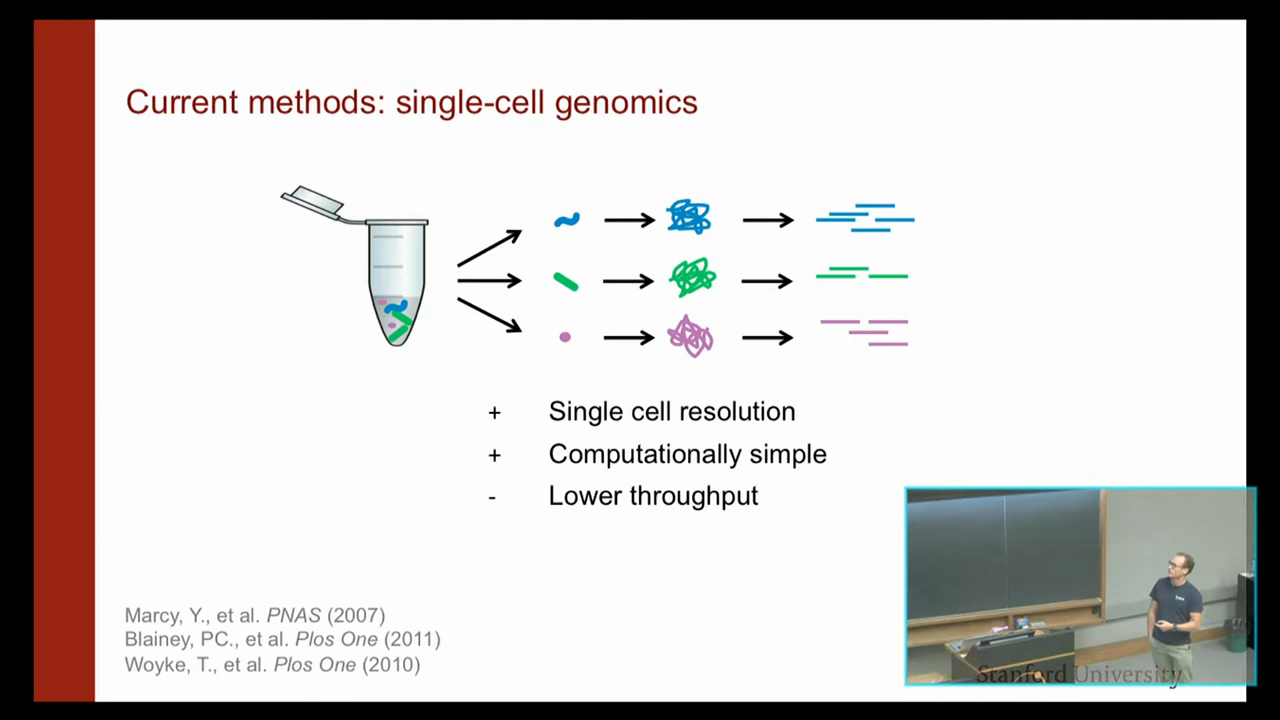 Current methods: single-cell genomics
+ Single cell resolution
+ Computationally simple
- Lower throughput
Marcy, Y., et al. PNAS (2007)
Blainey, PC., et al. Plos One (2011)
Woyke, T., et al. Plos One (2010)
Stanford University